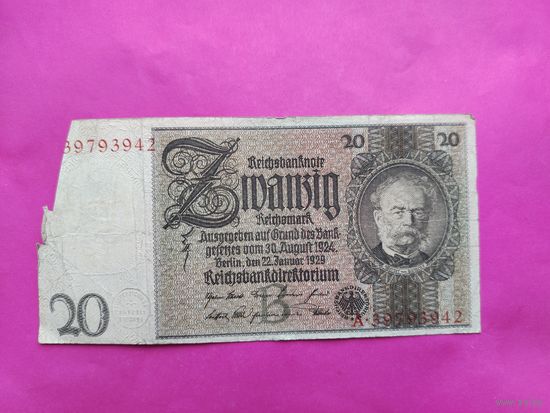 39793942
20 20
Reichsbanknote
Zwanzig
Reichsmark
Ausgegeben auf Grund des Bank-
gesetzes vom 30. August 1924
Berlin, den 22. Januar 1929
Reichsbankdirektorium
B
20
A·39793942